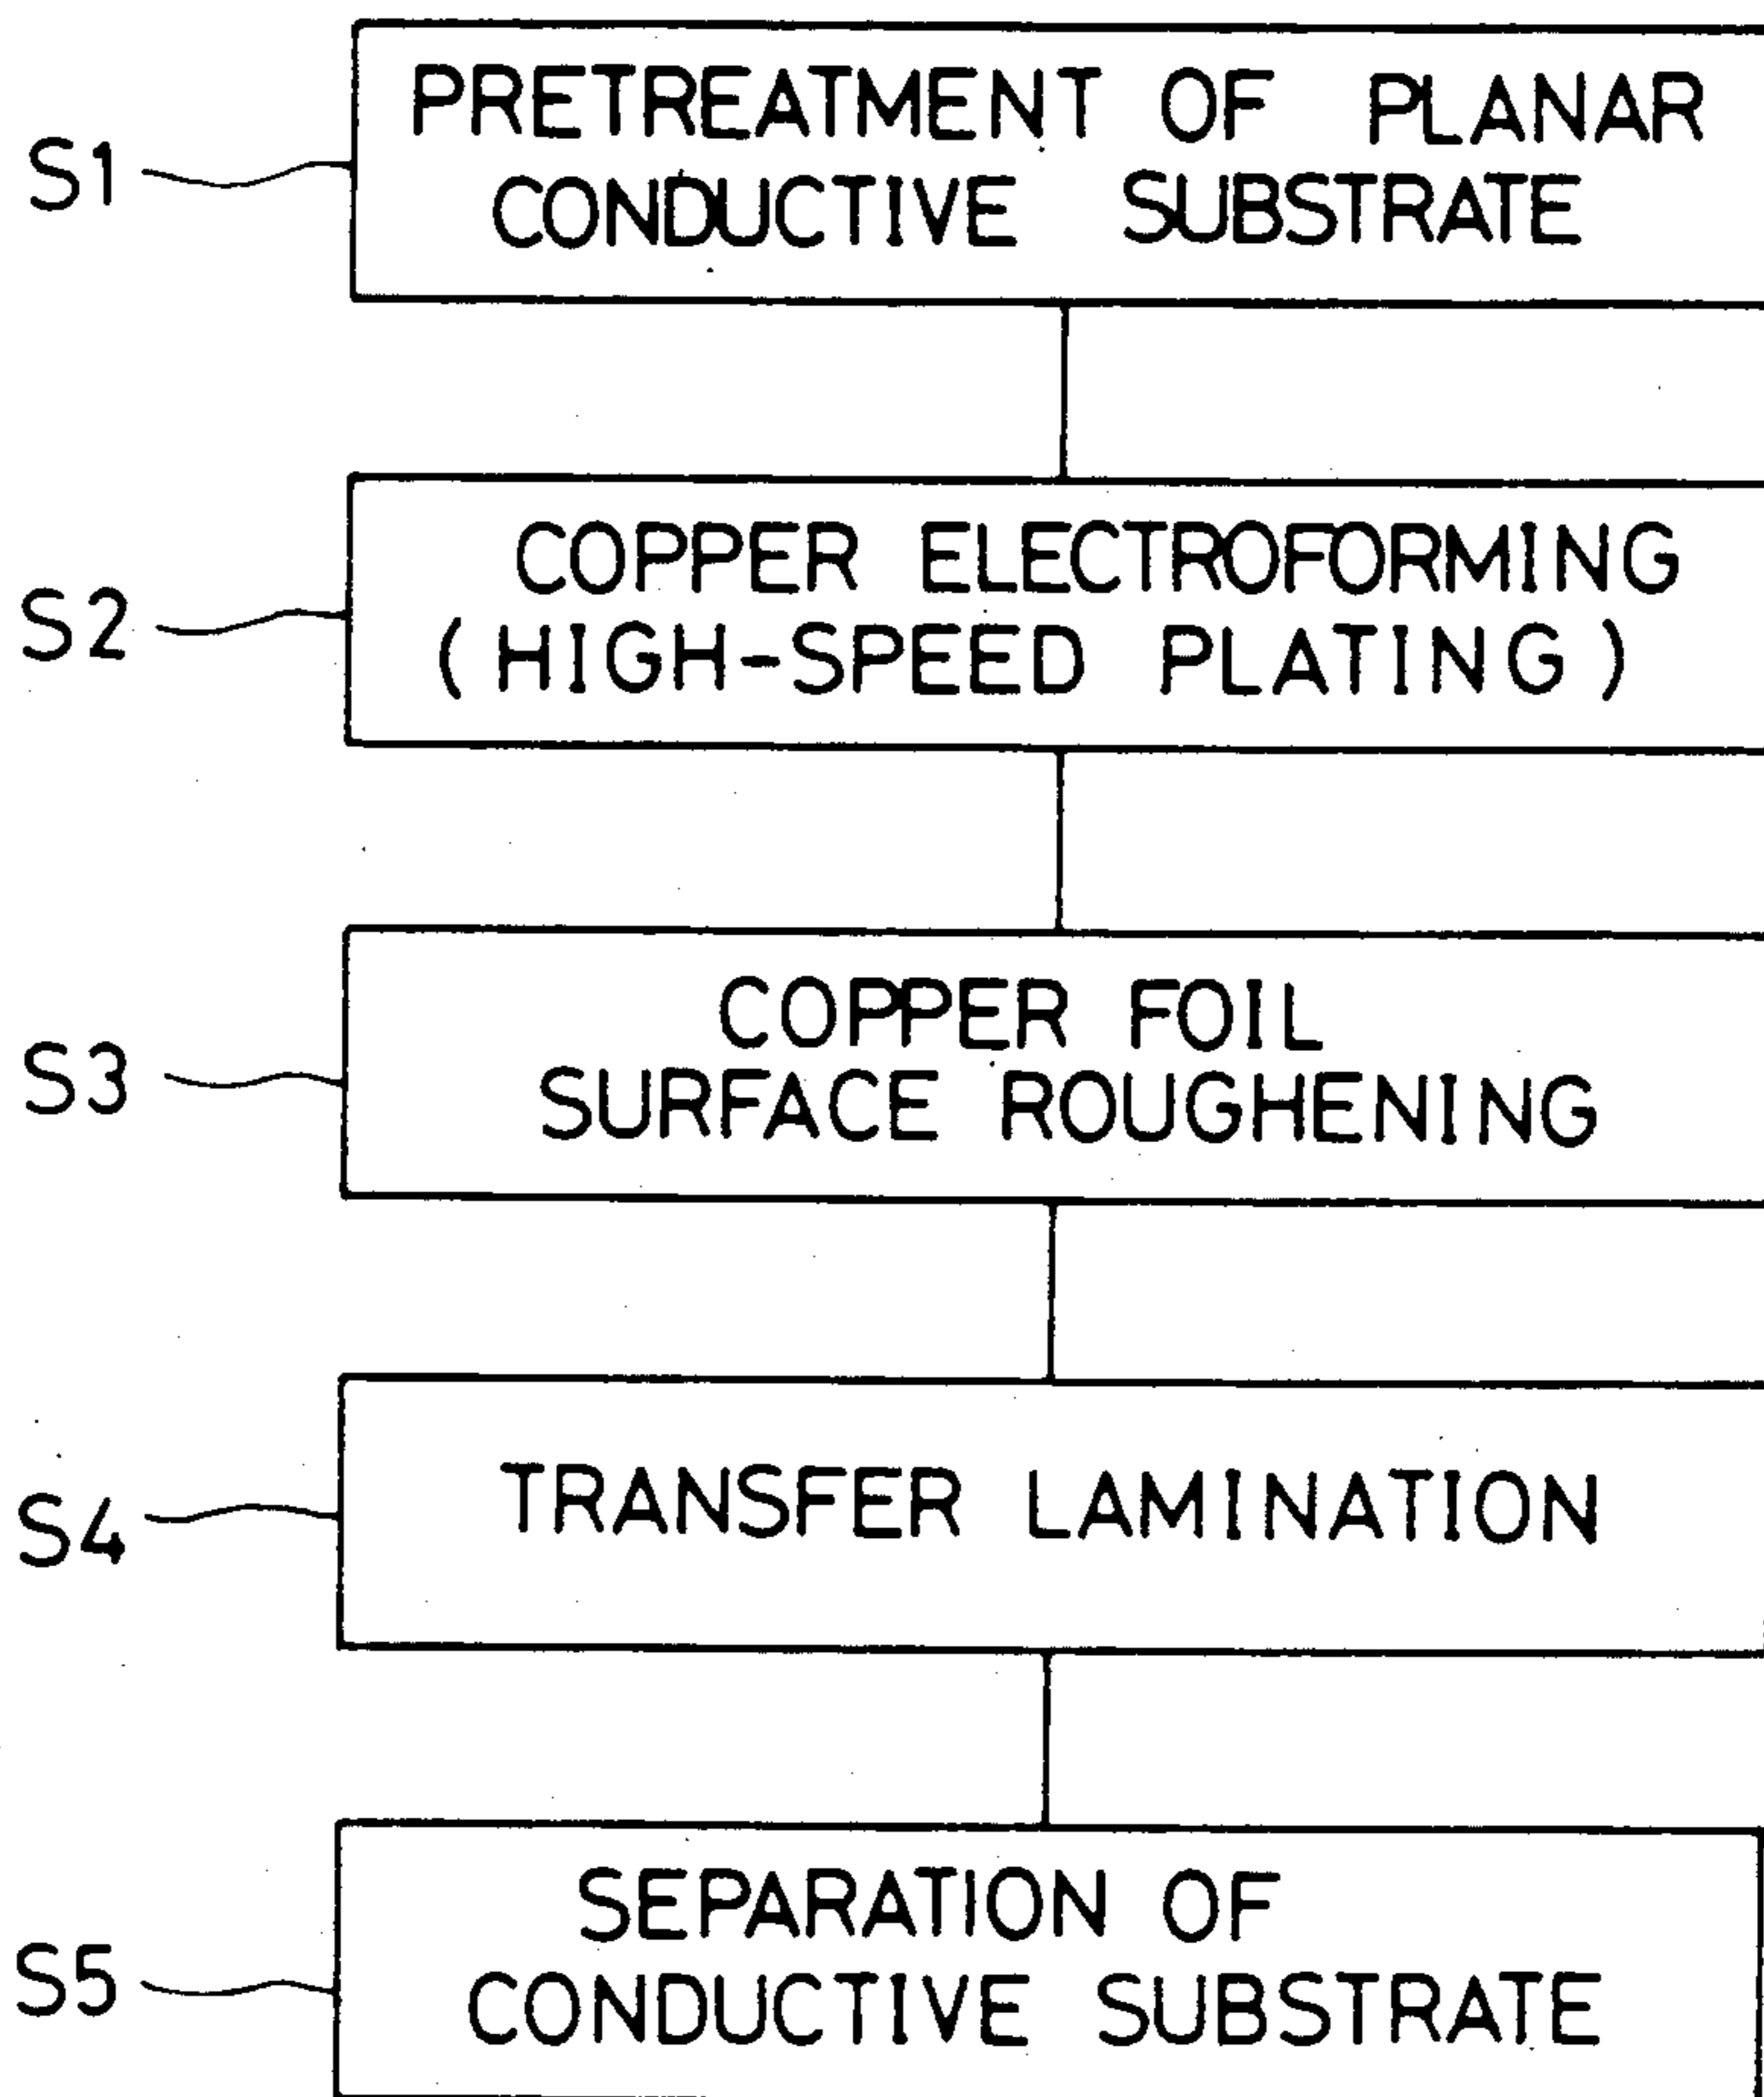 S1
PRETREATMENT OF PLANAR
CONDUCTIVE SUBSTRATE
S2
COPPER ELECTROFORMING
(HIGH-SPEED PLATING)
S3
COPPER FOIL
SURFACE ROUGHENING
S4
TRANSFER LAMINATION
S5
SEPARATION OF
CONDUCTIVE SUBSTRATE